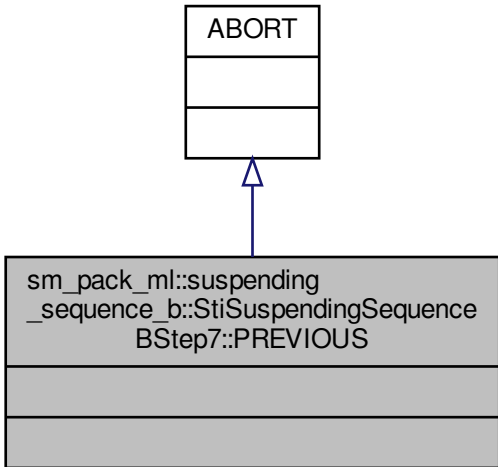 ABORT
sm_pack_ml::suspending
_sequence_b::StiSuspendingSequence
BStep7::PREVIOUS